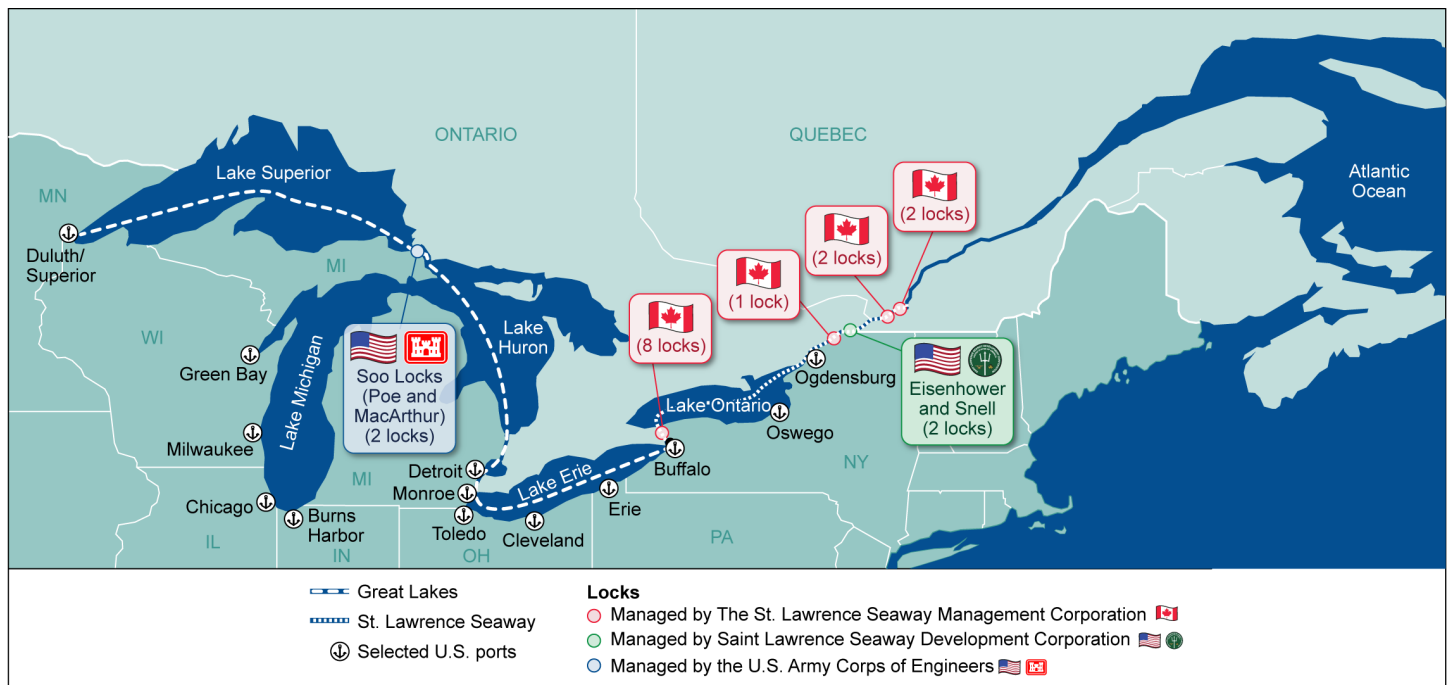 ONTARIO
QUEBEC
Lake Superior
Atlantic
Ocean
MN
Duluth/
Superior
MI
WI
Green Bay
Lake Michigan
Lake
Huron
Soo Locks
(Poe and
MacArthur)
(2 locks)
(8 locks)
(1 lock)
(2 locks)
(2 locks)
Ogdensburg
Eisenhower
and Snell
(2 locks)
Lake Ontario
Oswego
Milwaukee
Buffalo
NY
Detroit
MI
Monroe
Lake Erie
Erie
Chicago
Burns
Harbor
Toledo
Cleveland
PA
IL
IN
OH
Great Lakes
St. Lawrence Seaway
Selected U.S. ports
Locks
Managed by The St. Lawrence Seaway Management Corporation
Managed by Saint Lawrence Seaway Development Corporation
Managed by the U.S. Army Corps of Engineers